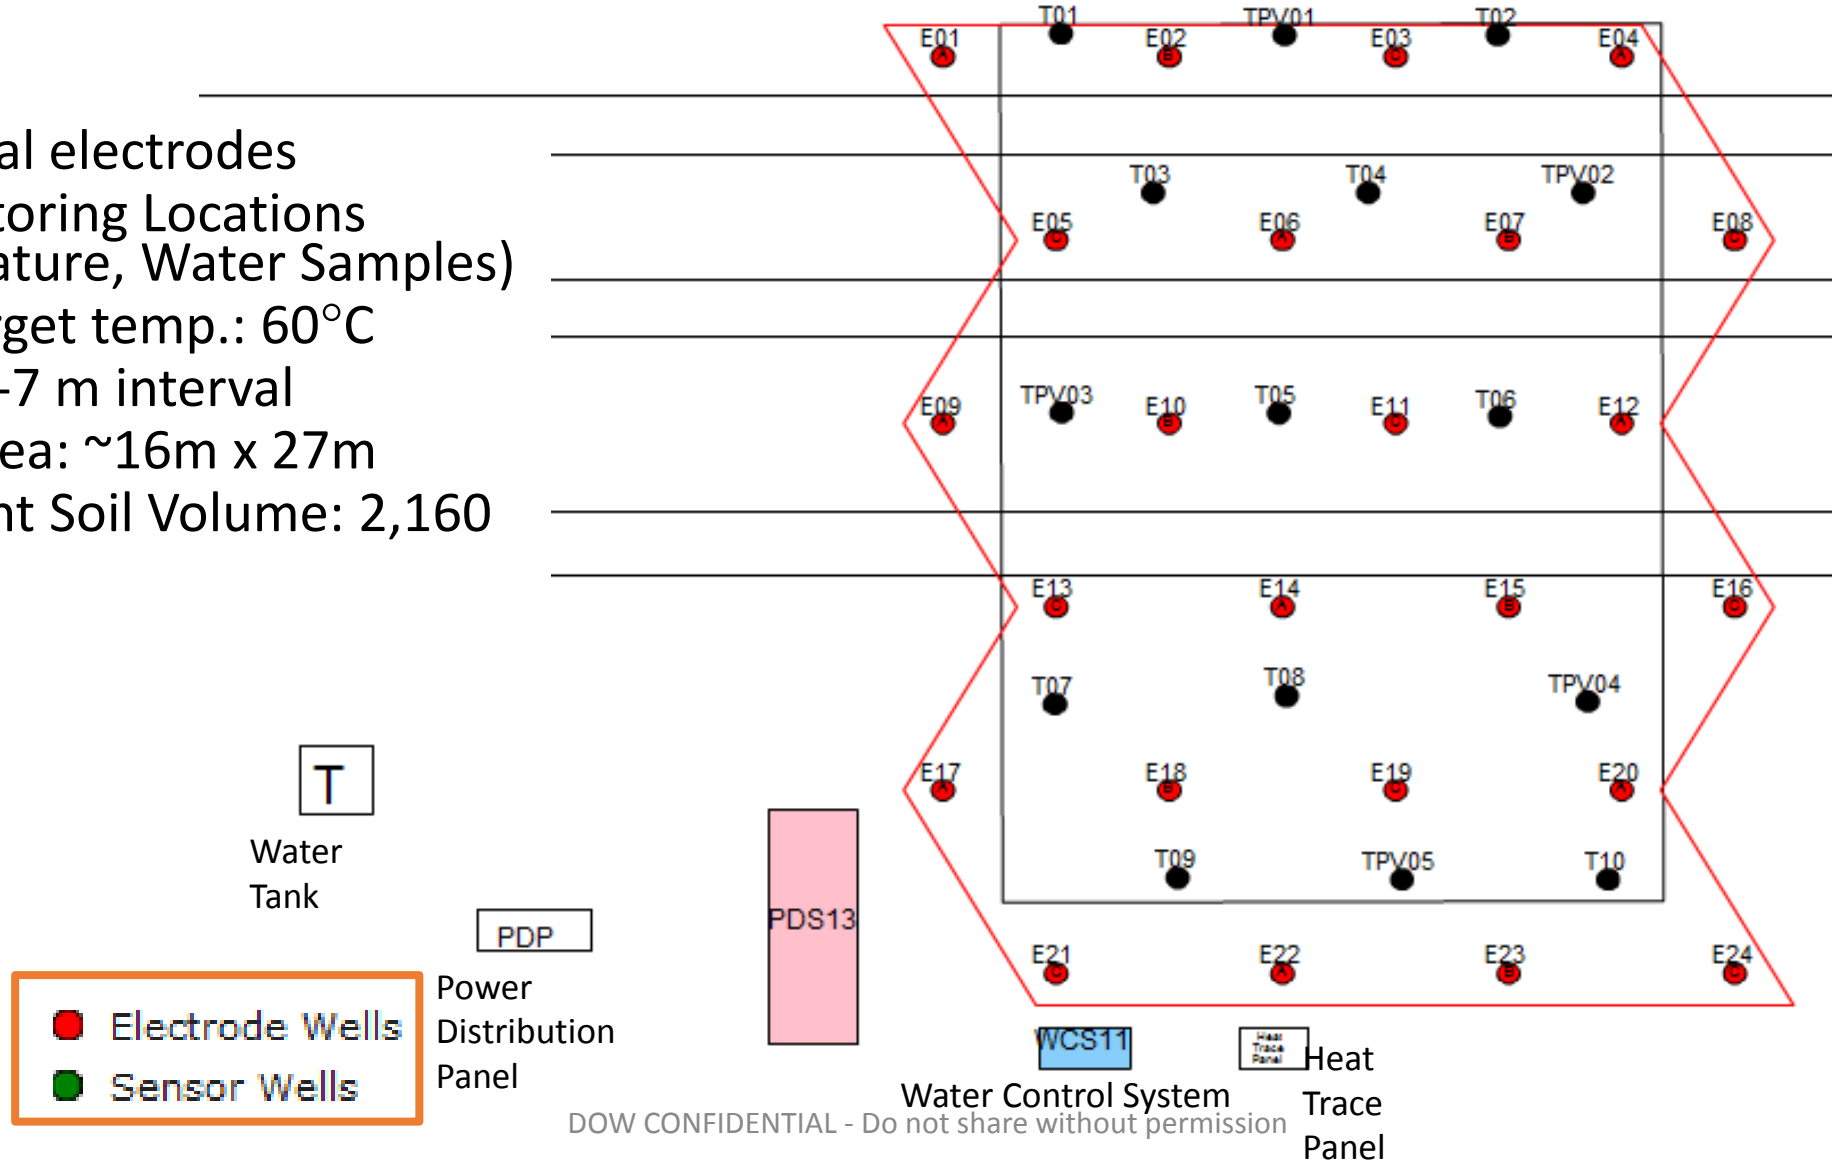 T01 TPV01 T02
E01 E02 E03 E04
A B C A
al electrodes
toring Locations
T03 T04 TPV02
ature, Water Samples)
E05 E06 E07 E08
C A B C
rget temp.: 60°C
-7 m interval
TPV03 T05 T06
E09 E10 E11 E12
A B C A
ea: ~16m x 27m
nt Soil Volume: 2,160
E13 E14 E15 E16
C A B C
T07 T08 TPV04
E17 E18 E19 E20
A B C A
T
Water
Tank
T09 TPV05 T10
PDS13
PDP
E21 E22 E23 E24
C A B C
Power
Distribution
Panel
Electrode Wells
Sensor Wells
WCS11
Water Control System
Heat
Trace
Panel
Heat
Trace
Panel
DOW CONFIDENTIAL - Do not share without permission